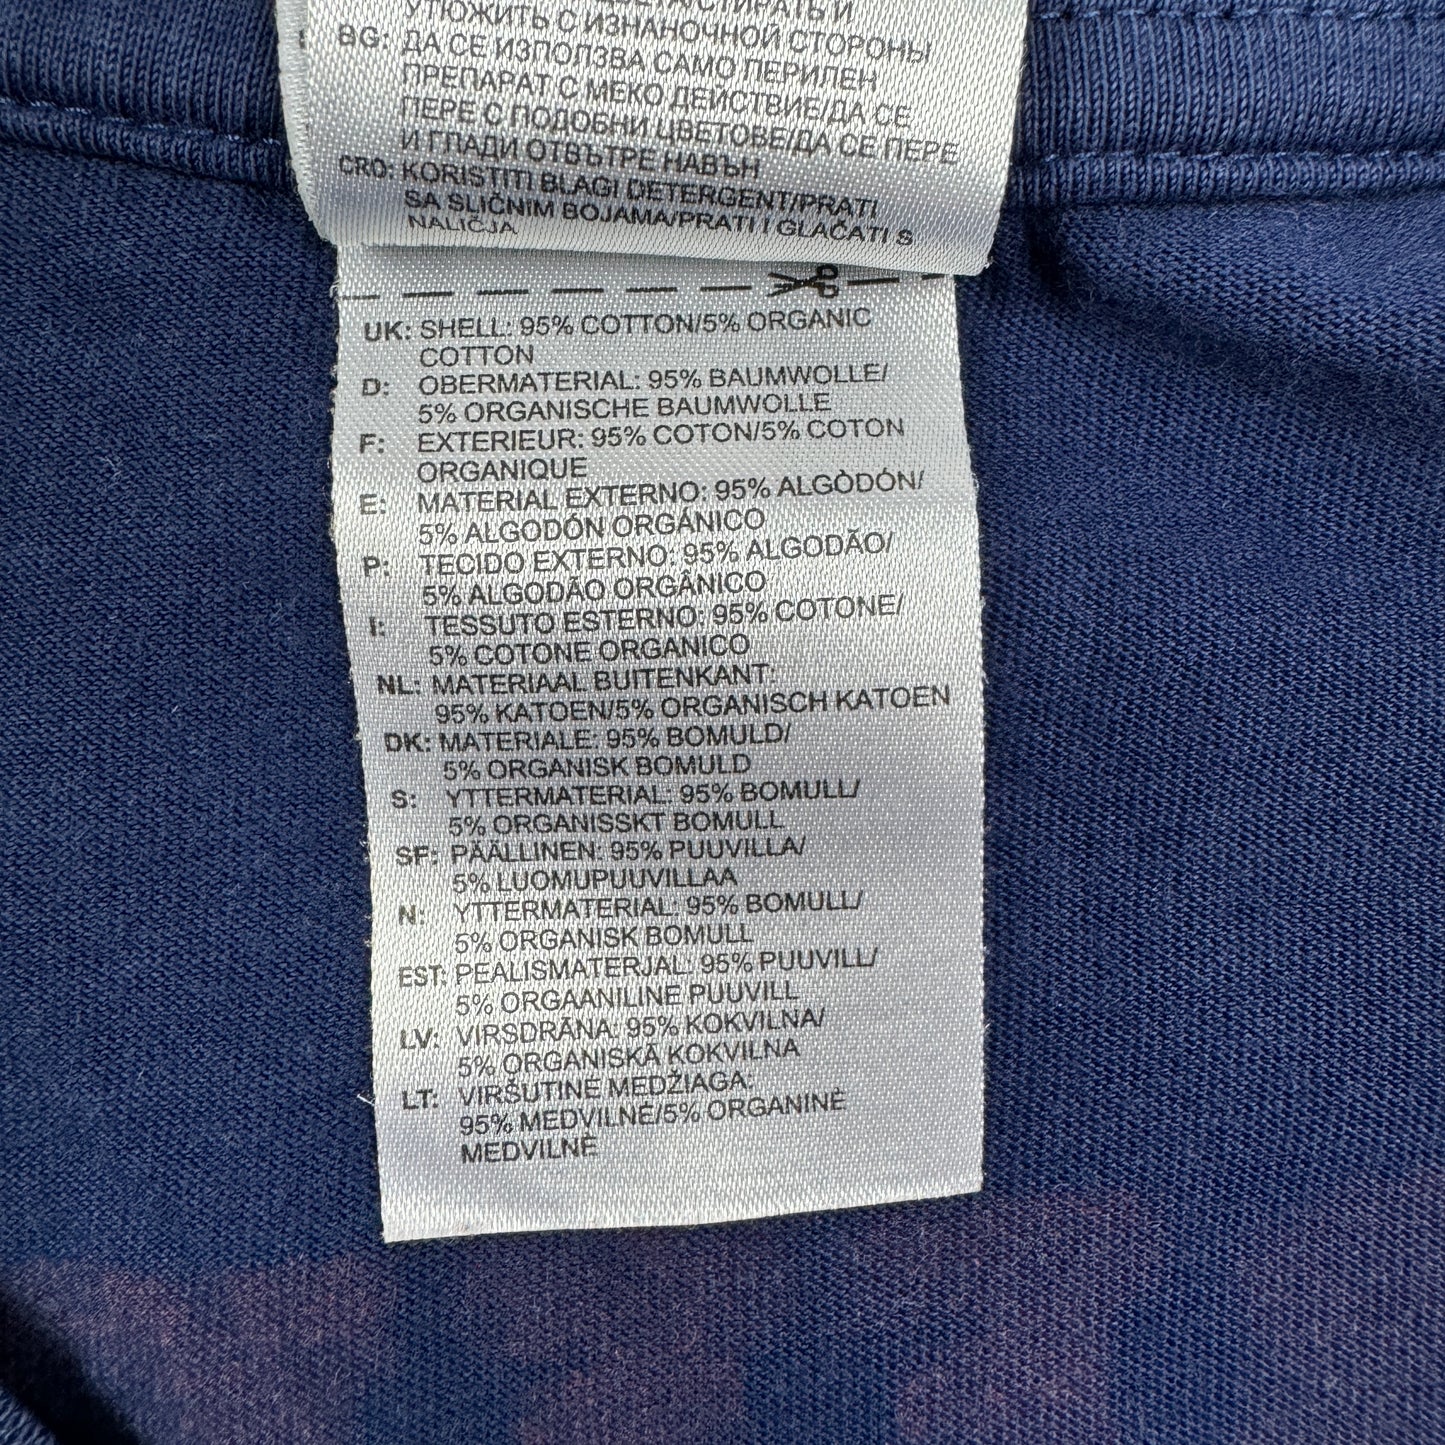 УТЮЖИТЬ С ИЗНАНОЧНОЙ СТОРОНЫ
BG: ДА СЕ ИЗПОЛЗВА САМО ПЕРИЛЕН
ПРЕПАРАТ С МЕКО ДЕЙСТВИЕ/ДА СЕ
ПЕРЕ С ПОДОБНИ ЦВЕТОВЕ/ДА СЕ ПЕРЕ
И ГЛАДИ ОТВЪТРЕ НАВЪН
CRO: KORISTITI BLAGI DETERGENT/PRATI
SA SLIČNIM BOJAMA/PRATI I GLAČATI S
NALIČJA
UK: SHELL: 95% COTTON/5% ORGANIC
COTTON
D: OBERMATERIAL: 95% BAUMWOLLE/
5% ORGANISCHE BAUMWOLLE
F: EXTERIEUR: 95% COTON/5% COTON
ORGANIQUE
E: MATERIAL EXTERNO: 95% ALGÒDÓN/
5% ALGODÓN ORGÁNICO
P: TECIDO EXTERNO: 95% ALGODÃO/
5% ALGODÃO ORGÂNICO
I: TESSUTO ESTERNO: 95% COTONE/
5% COTONE ORGANICO
NL: MATERIAAL BUITENKANT:
95% KATOEN/5% ORGANISCH KATOEN
DK: MATERIALE: 95% BOMULD/
5% ORGANISK BOMULD
S: YTTERMATERIAL: 95% BOMULL/
5% ORGANISSKT BOMULL
SF: PÄÄLLINEN: 95% PUUVILLA/
5% LUOMUPUUVILLAA
N: YTTERMATERIAL: 95% BOMULL/
5% ORGANISK BOMULL
EST: PEALISMATERJAL: 95% PUUVILL/
5% ORGAANILINE PUUVILL
LV: VIRSDRĀNA: 95% KOKVILNA/
5% ORGANISKĀ KOKVILNA
LT: VIRŠUTINĖ MEDŽIAGA:
95% MEDVILNĖ/5% ORGANINĖ
MEDVILNĖ